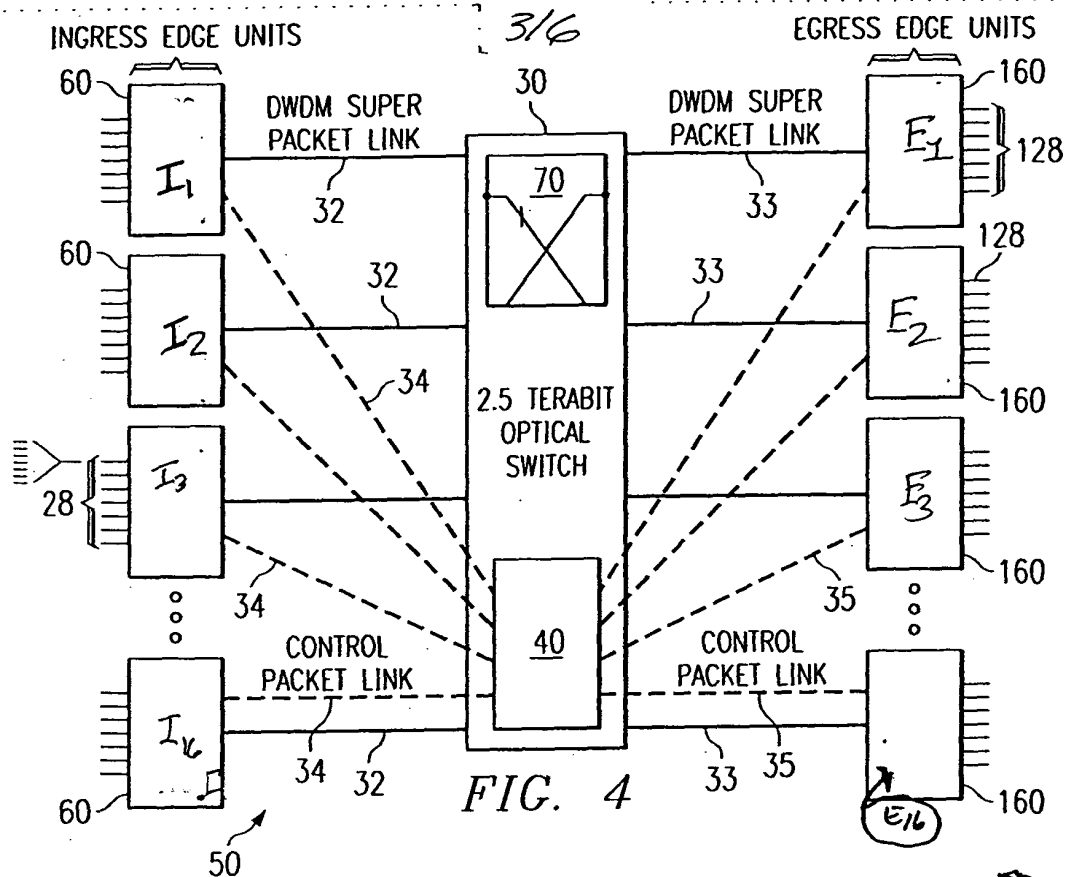 3/6
INGRESS EDGE UNITS
EGRESS EDGE UNITS
60
30
160
DWDM SUPER
PACKET LINK
DWDM SUPER
PACKET LINK
I1
70
E1
128
32
33
60
128
32
33
I2
E2
34
160
2.5 TERABIT
OPTICAL
SWITCH
I3
E3
28
160
34
35
40
CONTROL
PACKET LINK
CONTROL
PACKET LINK
I16
34
32
33
35
60
160
FIG. 4
E16
50